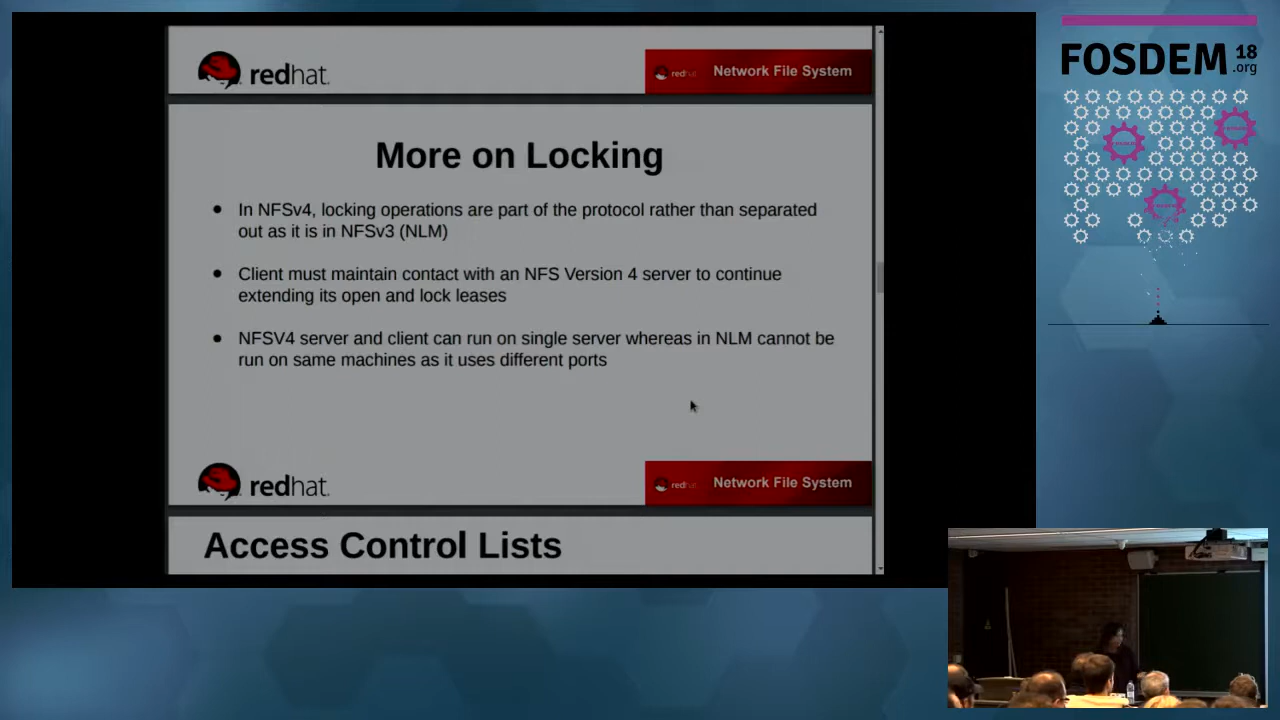 redhat.
red
Network File System
More on Locking
In NFSv4, locking operations are part of the protocol rather than separated
out as it is in NFSv3 (NLM)
Client must maintain contact with an NFS Version 4 server to continue
extending its open and lock leases
NFSV4 server and client can run on single server whereas in NLM cannot be
run on same machines as it uses different ports
redhat.
red
Network File System
Access Control Lists
FOSDEM 18
.org